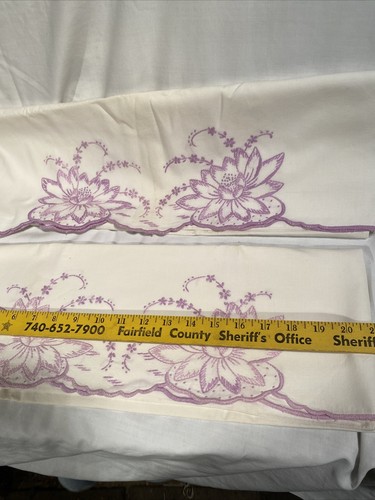 6 7 8 9 10 11 12 13 14 15 16 17 18 19 20
740-652-7900 Fairfield County Sheriff's Office Sheriff